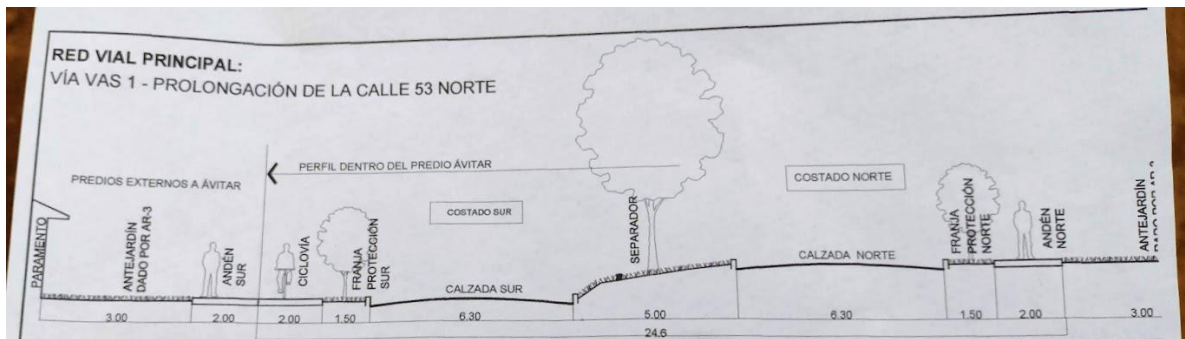 RED VIAL PRINCIPAL:
VÍA VAS 1 - PROLONGACIÓN DE LA CALLE 53 NORTE
PERFIL DENTRO DEL PREDIO ÁVITAR
PREDIOS EXTERNOS A ÁVITAR
COSTADO SUR
COSTADO NORTE
PARAMENTO
ANTEJARDÍN
DADO POR AR-3
ANDÉN
SUR
CICLOVÍA
FRANJA
PROTECCIÓN
SUR
CALZADA SUR
SEPARADOR
CALZADA NORTE
FRANJA
PROTECCIÓN
NORTE
ANDÉN
NORTE
ANTEJARDÍN
3.00 2.00 2.00 1.50 6.30 5.00 6.30 1.50 2.00 3.00
24.6